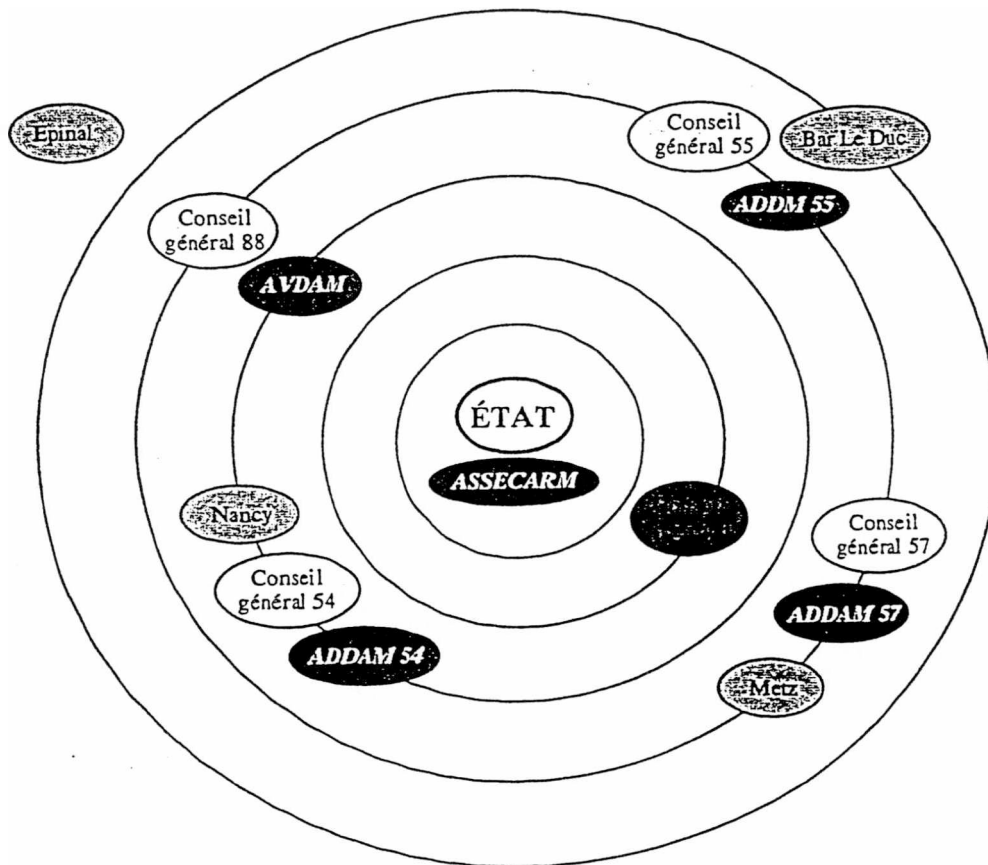 Epinal
Conseil
général 55
Bar Le Duc
ADDM 55
Conseil
général 88
AVDAM
ÉTAT
ASSECARM
Nancy
Conseil
général 57
Conseil
général 54
ADDAM 57
ADDAM 54
Metz